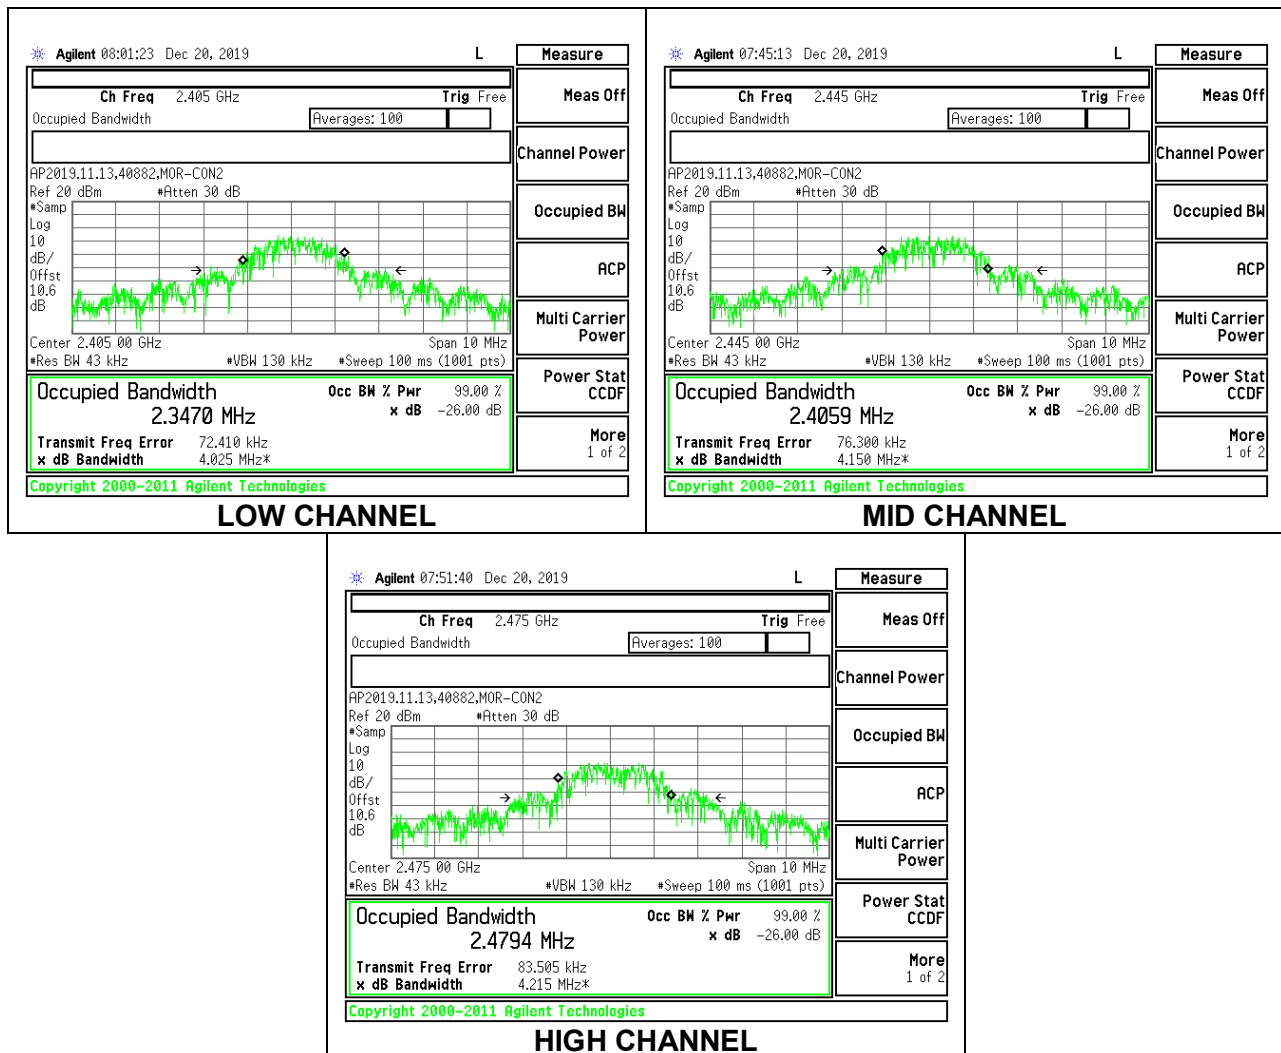 Agilent 08:01:23 Dec 20, 2019 L Measure
Ch Freq 2.405 GHz Trig Free
Meas Off
Occupied Bandwidth Averages: 100
Channel Power
AP2019.11.13,40882,MOR-CON2
Ref 20 dBm #Atten 30 dB
#Samp
Log
10
dB/
Offst
10.6
dB
Occupied BW
ACP
Multi Carrier
Power
Center 2.405 00 GHz Span 10 MHz
#Res BW 43 kHz #VBW 130 kHz #Sweep 100 ms (1001 pts)
Power Stat
CCDF
Occupied Bandwidth Occ BW % Pwr 99.00 %
2.3470 MHz x dB -26.00 dB
Transmit Freq Error 72.410 kHz
x dB Bandwidth 4.025 MHz*
More
1 of 2
Copyright 2000-2011 Agilent Technologies
LOW CHANNEL
Agilent 07:45:13 Dec 20, 2019 L Measure
Ch Freq 2.445 GHz Trig Free
Meas Off
Occupied Bandwidth Averages: 100
Channel Power
AP2019.11.13,40882,MOR-CON2
Ref 20 dBm #Atten 30 dB
#Samp
Log
10
dB/
Offst
10.6
dB
Occupied BW
ACP
Multi Carrier
Power
Center 2.445 00 GHz Span 10 MHz
#Res BW 43 kHz #VBW 130 kHz #Sweep 100 ms (1001 pts)
Power Stat
CCDF
Occupied Bandwidth Occ BW % Pwr 99.00 %
2.4059 MHz x dB -26.00 dB
Transmit Freq Error 76.300 kHz
x dB Bandwidth 4.150 MHz*
More
1 of 2
Copyright 2000-2011 Agilent Technologies
MID CHANNEL
Agilent 07:51:40 Dec 20, 2019 L Measure
Ch Freq 2.475 GHz Trig Free
Meas Off
Occupied Bandwidth Averages: 100
Channel Power
AP2019.11.13,40882,MOR-CON2
Ref 20 dBm #Atten 30 dB
#Samp
Log
10
dB/
Offst
10.6
dB
Occupied BW
ACP
Multi Carrier
Power
Center 2.475 00 GHz Span 10 MHz
#Res BW 43 kHz #VBW 130 kHz #Sweep 100 ms (1001 pts)
Power Stat
CCDF
Occupied Bandwidth Occ BW % Pwr 99.00 %
2.4794 MHz x dB -26.00 dB
Transmit Freq Error 83.505 kHz
x dB Bandwidth 4.215 MHz*
More
1 of 2
Copyright 2000-2011 Agilent Technologies
HIGH CHANNEL